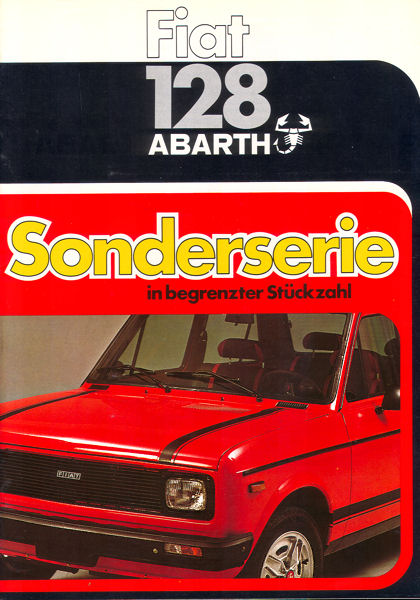 Fiat
128
ABARTH
Sonderserie
in begrenzter Stückzahl
FIAT